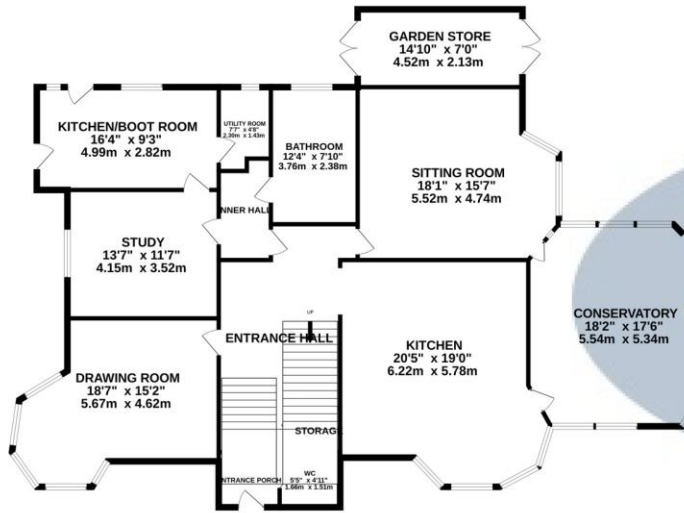 GARDEN STORE
14'10" x 7'0"
4.52m x 2.13m
KITCHEN/BOOT ROOM
16'4" x 9'3"
4.99m x 2.82m
UTILITY ROOM
7'7" x 4'8"
2.30m x 1.43m
BATHROOM
12'4" x 7'10"
3.76m x 2.38m
SITTING ROOM
18'1" x 15'7"
5.52m x 4.74m
NNER HALL
STUDY
13'7" x 11'7"
4.15m x 3.52m
CONSERVATORY
18'2" x 17'6"
5.54m x 5.34m
UP
ENTRANCE HALL
KITCHEN
20'5" x 19'0"
6.22m x 5.78m
DRAWING ROOM
18'7" x 15'2"
5.67m x 4.62m
STORAGE
WC
5'5" x 4'11"
1.66m x 1.51m
ENTRANCE PORCH